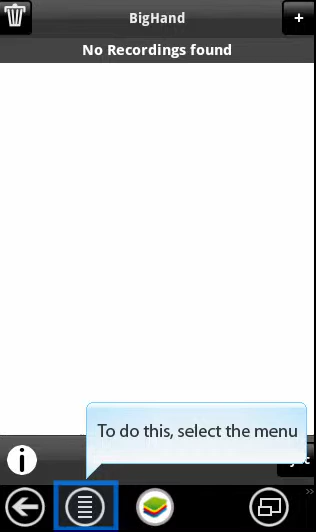 BigHand
+
No Recordings found
To do this, select the menu
i